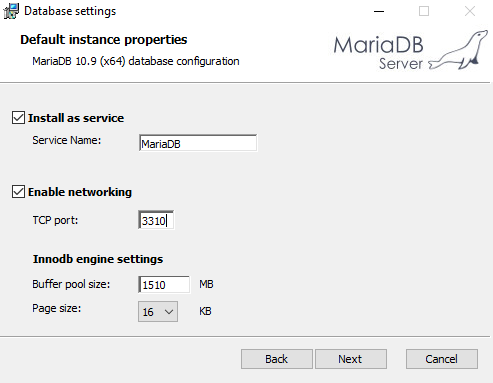 Database settings
Default instance properties
MariaDB 10.9 (x64) database configuration
MariaDB
Server
Install as service
Service Name: MariaDB
Enable networking
TCP port: 3310
Innodb engine settings
Buffer pool size: 1510 MB
Page size: 16 KB
Back Next Cancel